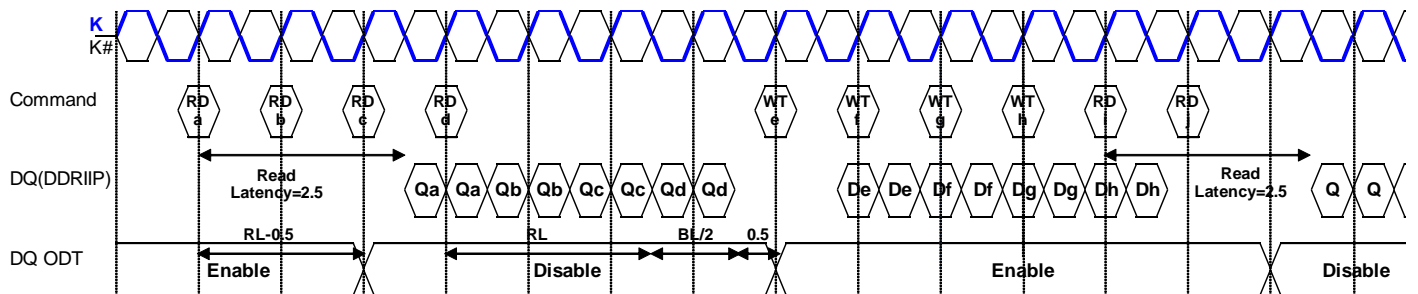 K
K#
Command
RD a
RD b
RD c
RD d
WT e
WT f
WT g
WT h
RD i
RD j
DQ(DDRIIP)
Read
Latency=2.5
Qa Qa Qb Qb Qc Qc Qd Qd
De De Df Df Dg Dg Dh Dh
Read
Latency=2.5
Q Q
DQ ODT
RL-0.5
RL
BL/2
0.5
Enable
Disable
Enable
Disable